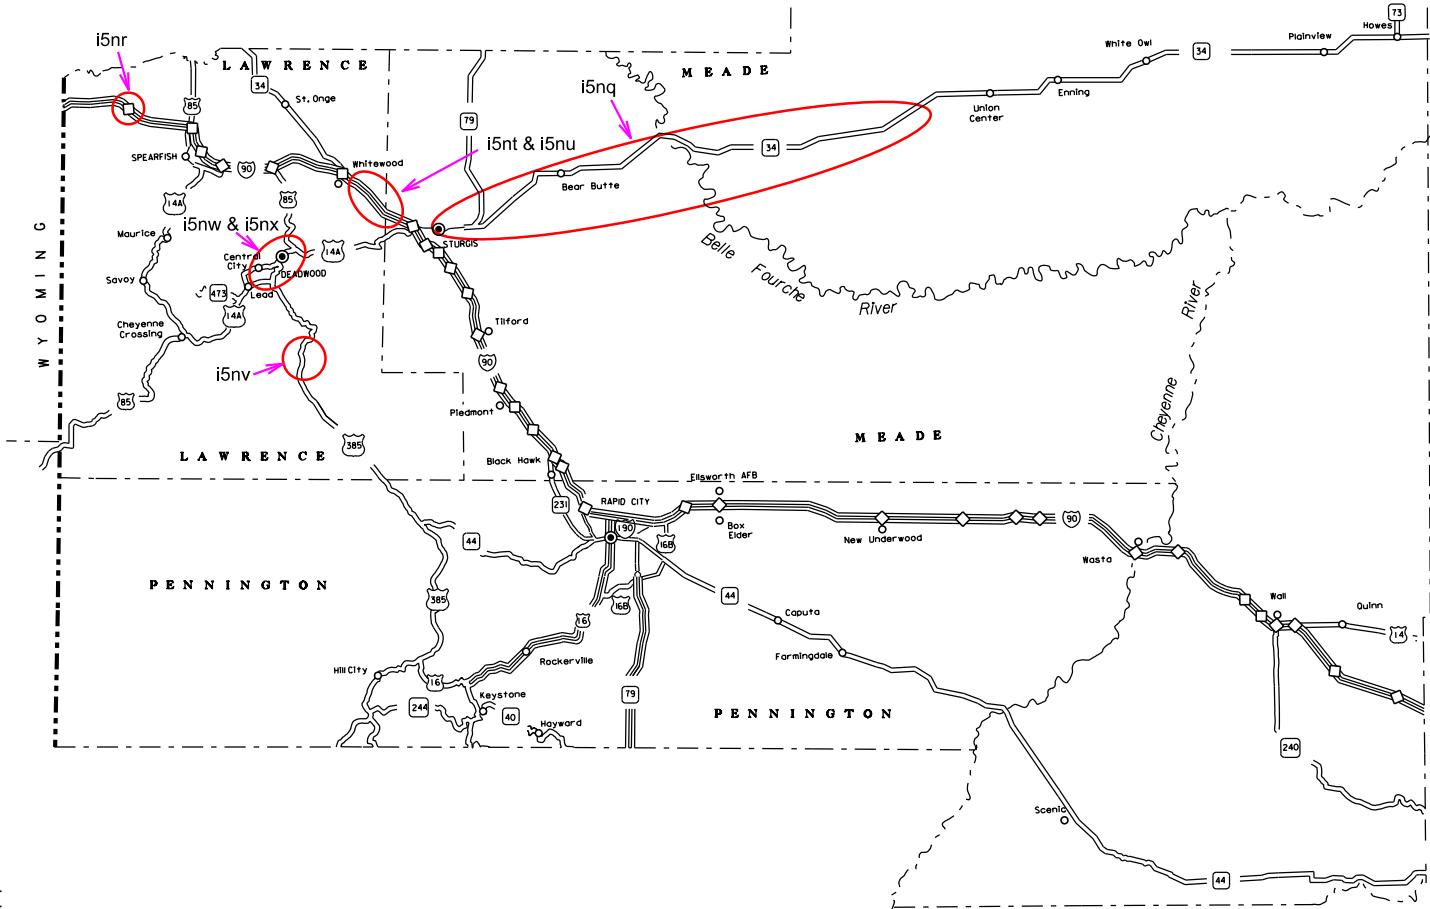 73
Howes
i5nr
Plainview
White Owl
34
LAWRENCE
MEADE
34
St. Onge
85
i5nq
Enning
Union
Center
79
i5nt & i5nu
34
SPEARFISH
90
Whitewood
Bear Butte
85
14A
i5nw & i5nx
Maurice
STURGIS
14A
Central
City
DEADWOOD
Belle Fourche River
WYOMING
Savoy
473
Lead
14A
Cheyenne
Crossing
Tilford
Cheyenne River
90
i5nv
85
Piedmont
385
MEADE
LAWRENCE
Black Hawk
Ellsworth AFB
231
RAPID CITY
190
90
Box
Elder
New Underwood
44
16B
Wasta
PENNINGTON
385
44
16B
Wall
Quinn
Caputa
16
14
Farmingdale
Rockerville
Hill City
16
Keystone
79
244
40
Hayward
PENNINGTON
240
Scenic
44